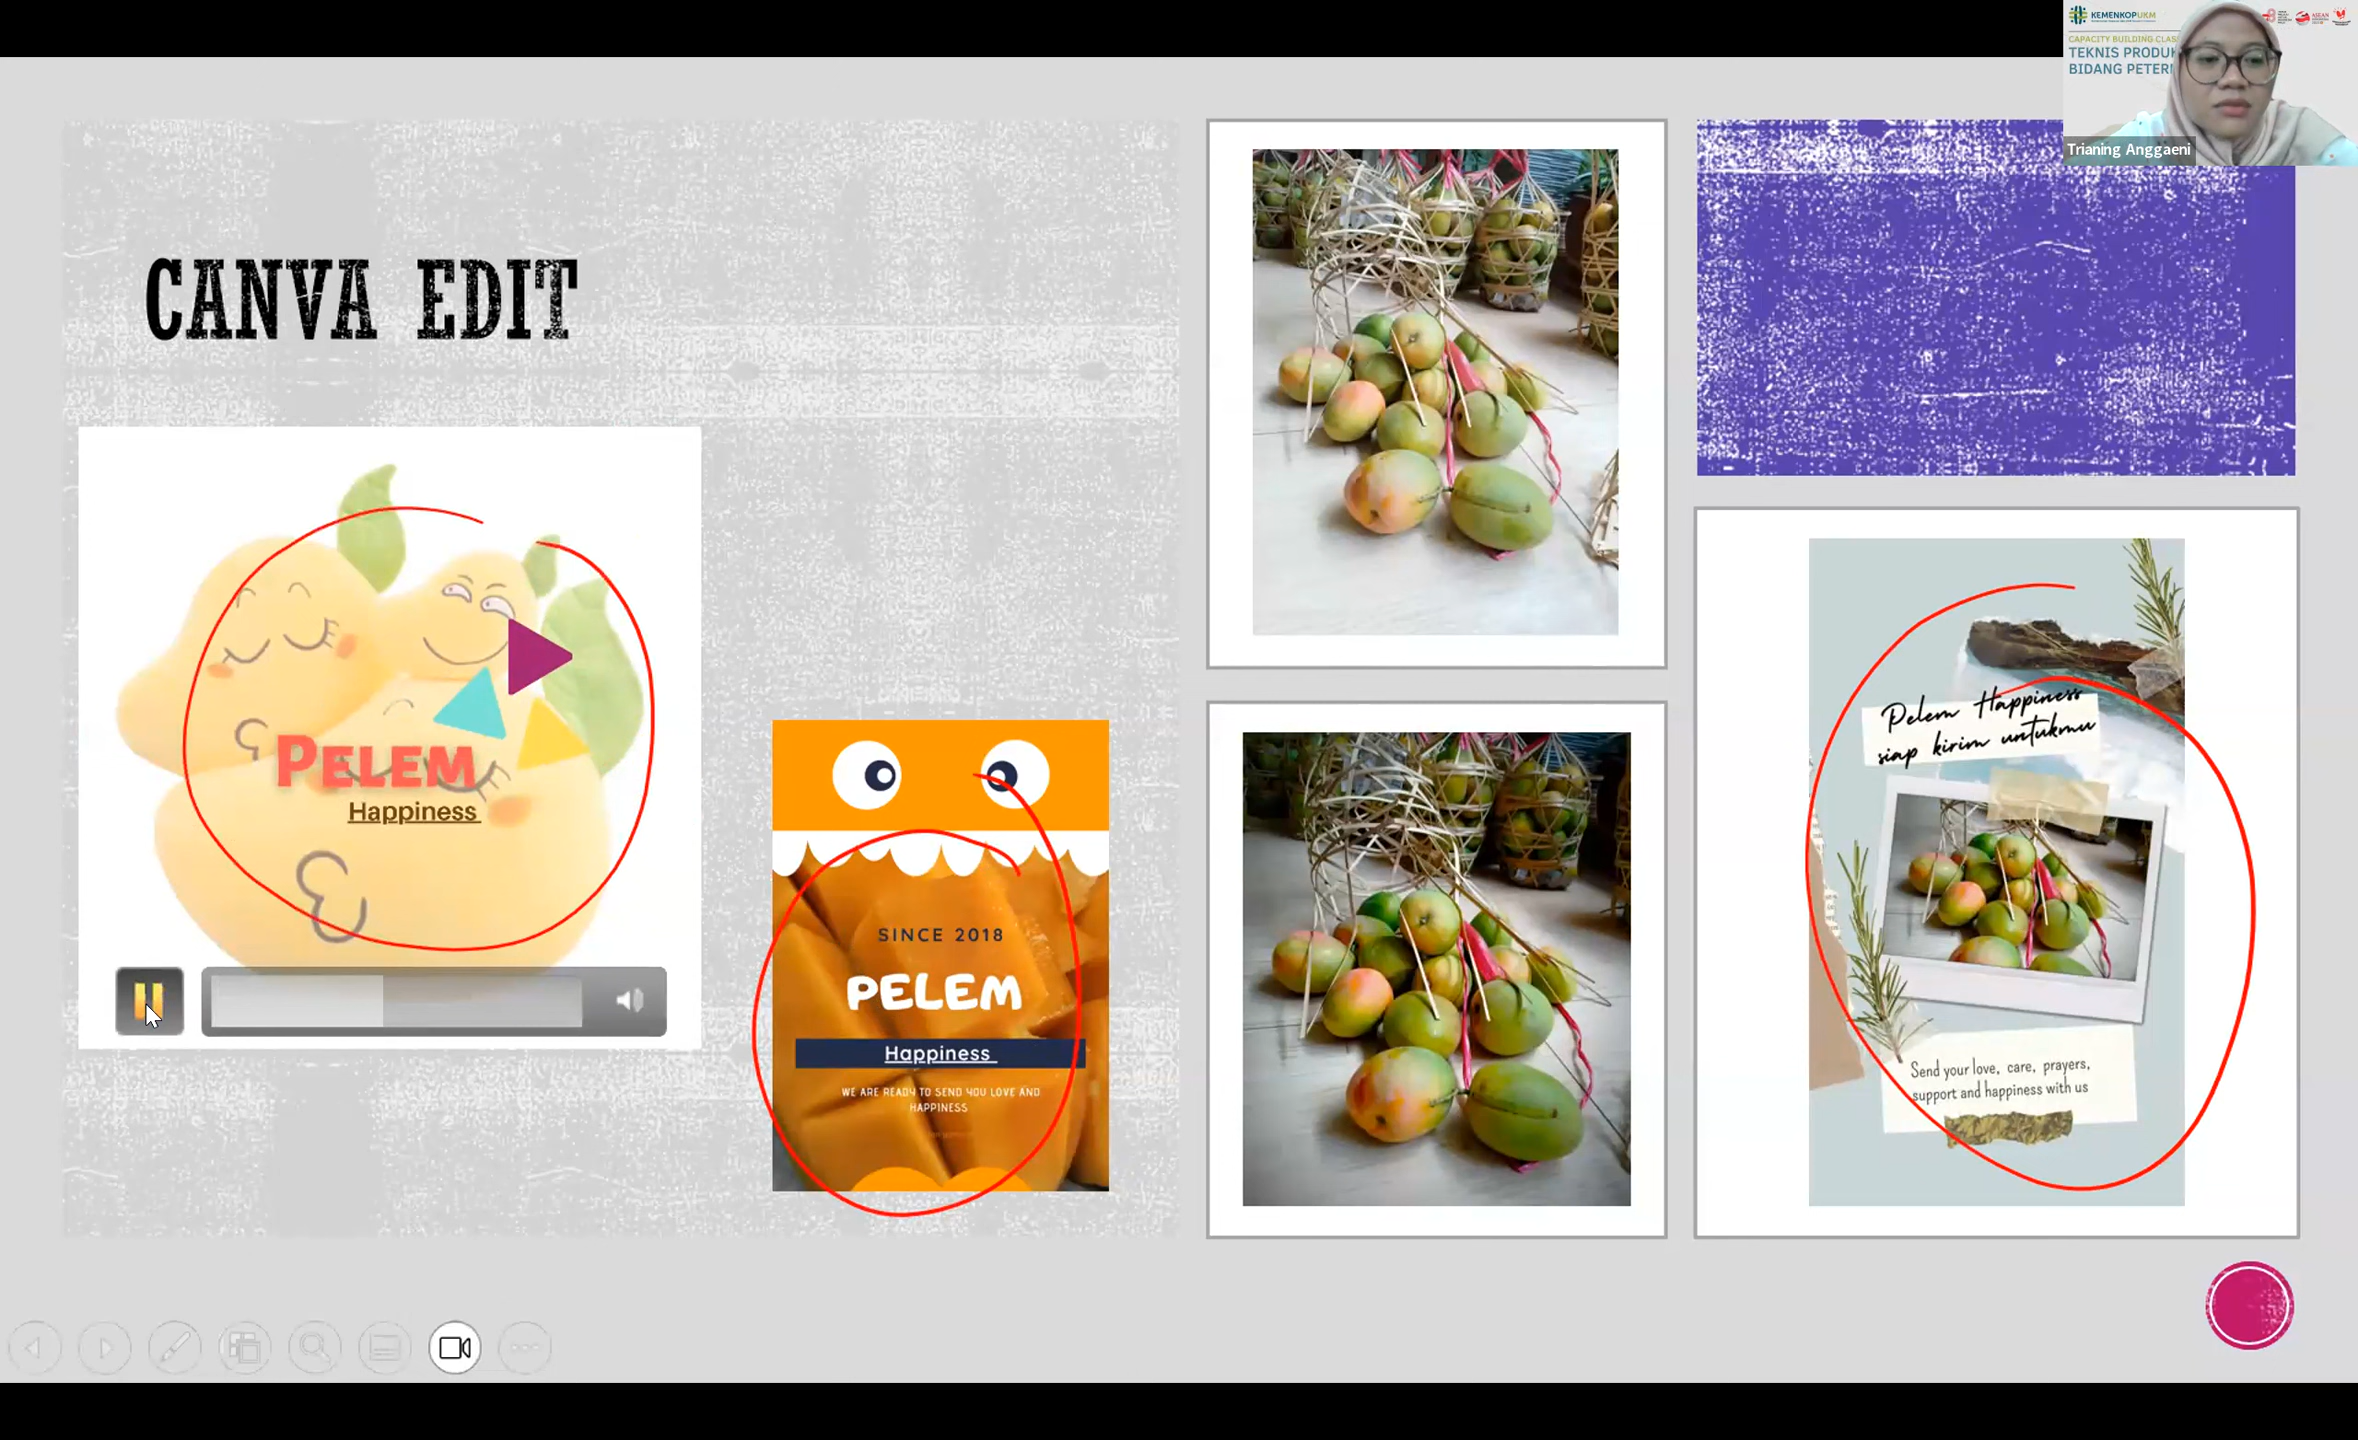 KEMENKOPUKM
CAPACITY BUILDING CLAS
TEKNIS PRODUK
BIDANG PETER
Trianing Anggaeni
CANVA EDIT
PELEM
Happiness
SINCE 2018
PELEM
Happiness
WE ARE READY TO SEND YOU LOVE AND
HAPPINESS
Pelem Happiness
siap kirim untukmu
Send your love, care, prayers,
support and happiness with us